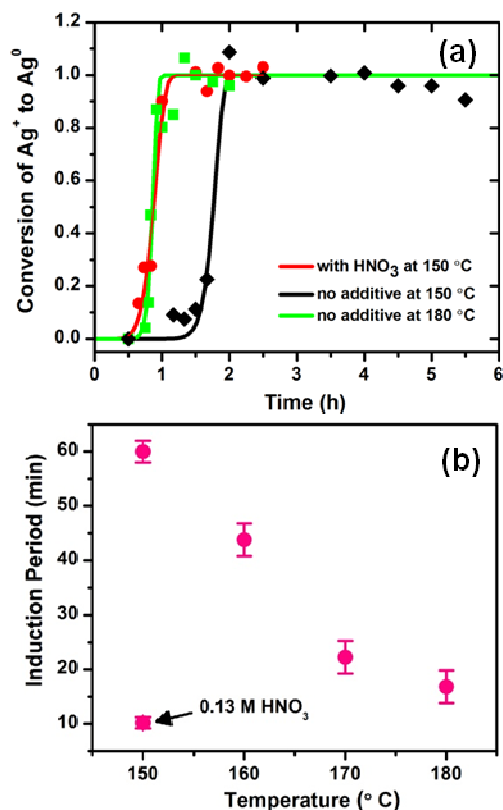 (a)
Conversion of Ag+ to Ag0
1.2
1.0
0.8
0.6
0.4
0.2
0.0
with HNO3 at 150 °C
no additive at 150 °C
no additive at 180 °C
0 1 2 3 4 5 6
Time (h)
(b)
Induction Period (min)
60
50
40
30
20
10
0.13 M HNO3
150 160 170 180
Temperature (° C)